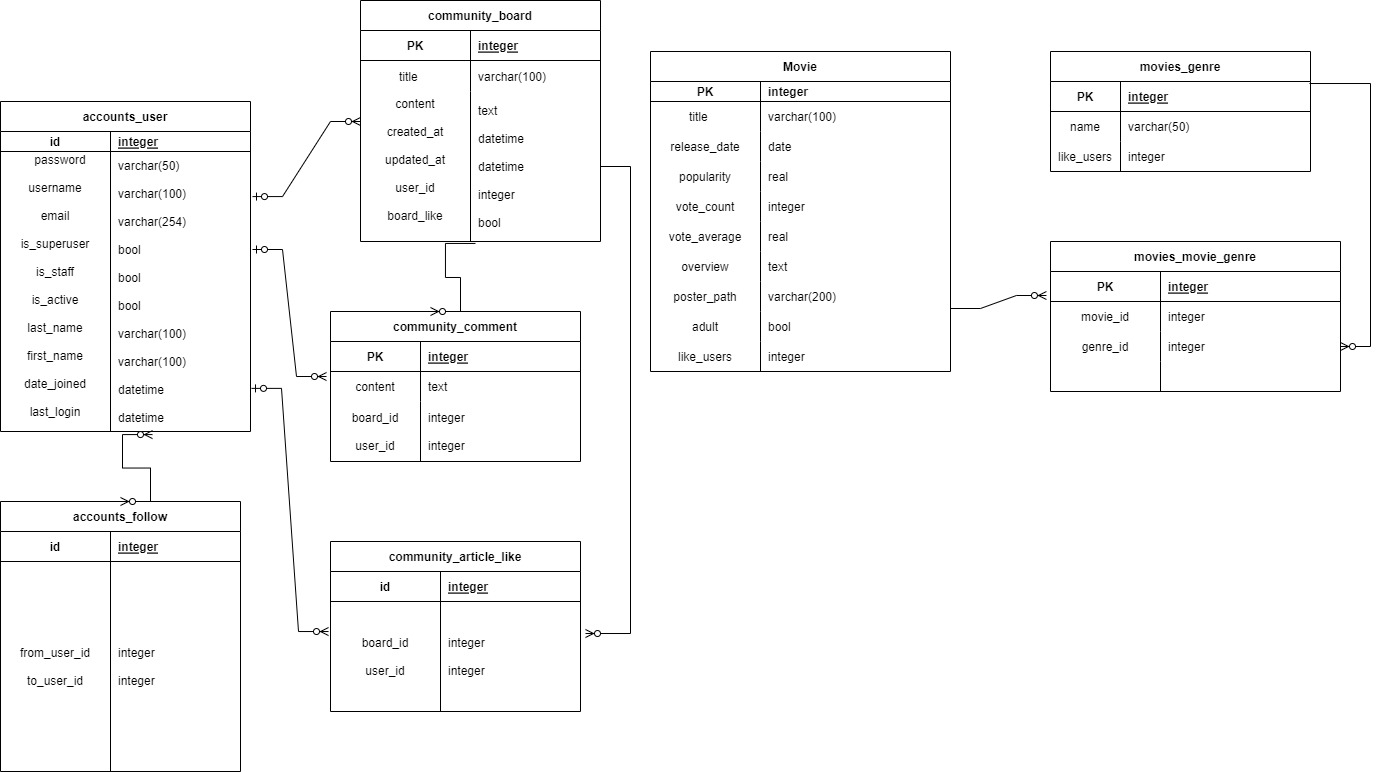 community_board
PK integer
title varchar(100)
content text
created_at datetime
updated_at datetime
user_id integer
board_like bool
accounts_user
id integer
password varchar(50)
username varchar(100)
email varchar(254)
is_superuser bool
is_staff bool
is_active bool
last_name varchar(100)
first_name varchar(100)
date_joined datetime
last_login datetime
accounts_follow
id integer
from_user_id integer
to_user_id integer
community_comment
PK integer
content text
board_id integer
user_id integer
community_article_like
id integer
board_id integer
user_id integer
Movie
PK integer
title varchar(100)
release_date date
popularity real
vote_count integer
vote_average real
overview text
poster_path varchar(200)
adult bool
like_users integer
movies_genre
PK integer
name varchar(50)
like_users integer
movies_movie_genre
PK integer
movie_id integer
genre_id integer